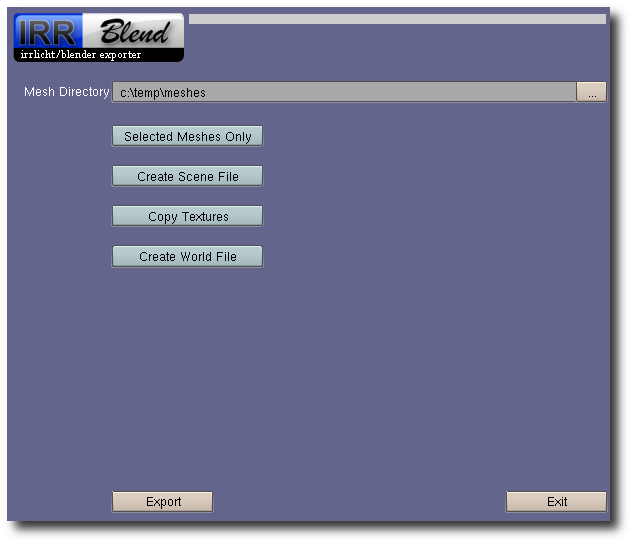 IRR Blend
irrlicht/blender exporter
Mesh Directory c:\temp\meshes ...
Selected Meshes Only
Create Scene File
Copy Textures
Create World File
Export Exit